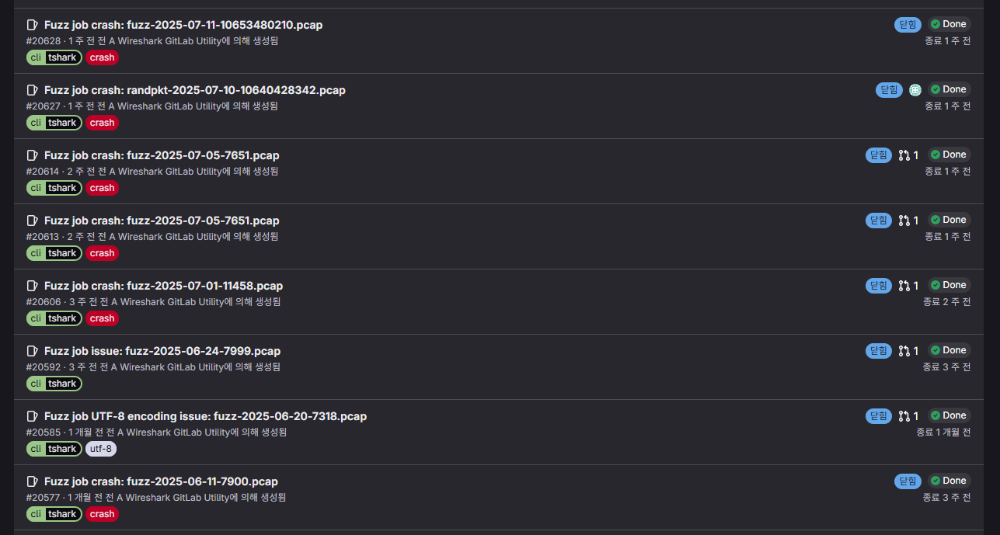 Fuzz job crash: fuzz-2025-07-11-10653480210.pcap
닫힘 Done
#20628 · 1 주 전 전 A Wireshark GitLab Utility에 의해 생성됨
종료 1 주 전
cli tshark crash
Fuzz job crash: randpkt-2025-07-10-10640428342.pcap
닫힘 Done
#20627 · 1 주 전 전 A Wireshark GitLab Utility에 의해 생성됨
종료 1 주 전
cli tshark crash
Fuzz job crash: fuzz-2025-07-05-7651.pcap
닫힘 1 Done
#20614 · 2 주 전 전 A Wireshark GitLab Utility에 의해 생성됨
종료 1 주 전
cli tshark crash
Fuzz job crash: fuzz-2025-07-05-7651.pcap
닫힘 1 Done
#20613 · 2 주 전 전 A Wireshark GitLab Utility에 의해 생성됨
종료 1 주 전
cli tshark crash
Fuzz job crash: fuzz-2025-07-01-11458.pcap
닫힘 1 Done
#20606 · 3 주 전 전 A Wireshark GitLab Utility에 의해 생성됨
종료 2 주 전
cli tshark crash
Fuzz job issue: fuzz-2025-06-24-7999.pcap
닫힘 1 Done
#20592 · 3 주 전 전 A Wireshark GitLab Utility에 의해 생성됨
종료 3 주 전
cli tshark
Fuzz job UTF-8 encoding issue: fuzz-2025-06-20-7318.pcap
닫힘 1 Done
#20585 · 1 개월 전 전 A Wireshark GitLab Utility에 의해 생성됨
종료 1 개월 전
cli tshark utf-8
Fuzz job crash: fuzz-2025-06-11-7900.pcap
닫힘 Done
#20577 · 1 개월 전 전 A Wireshark GitLab Utility에 의해 생성됨
종료 3 주 전
cli tshark crash